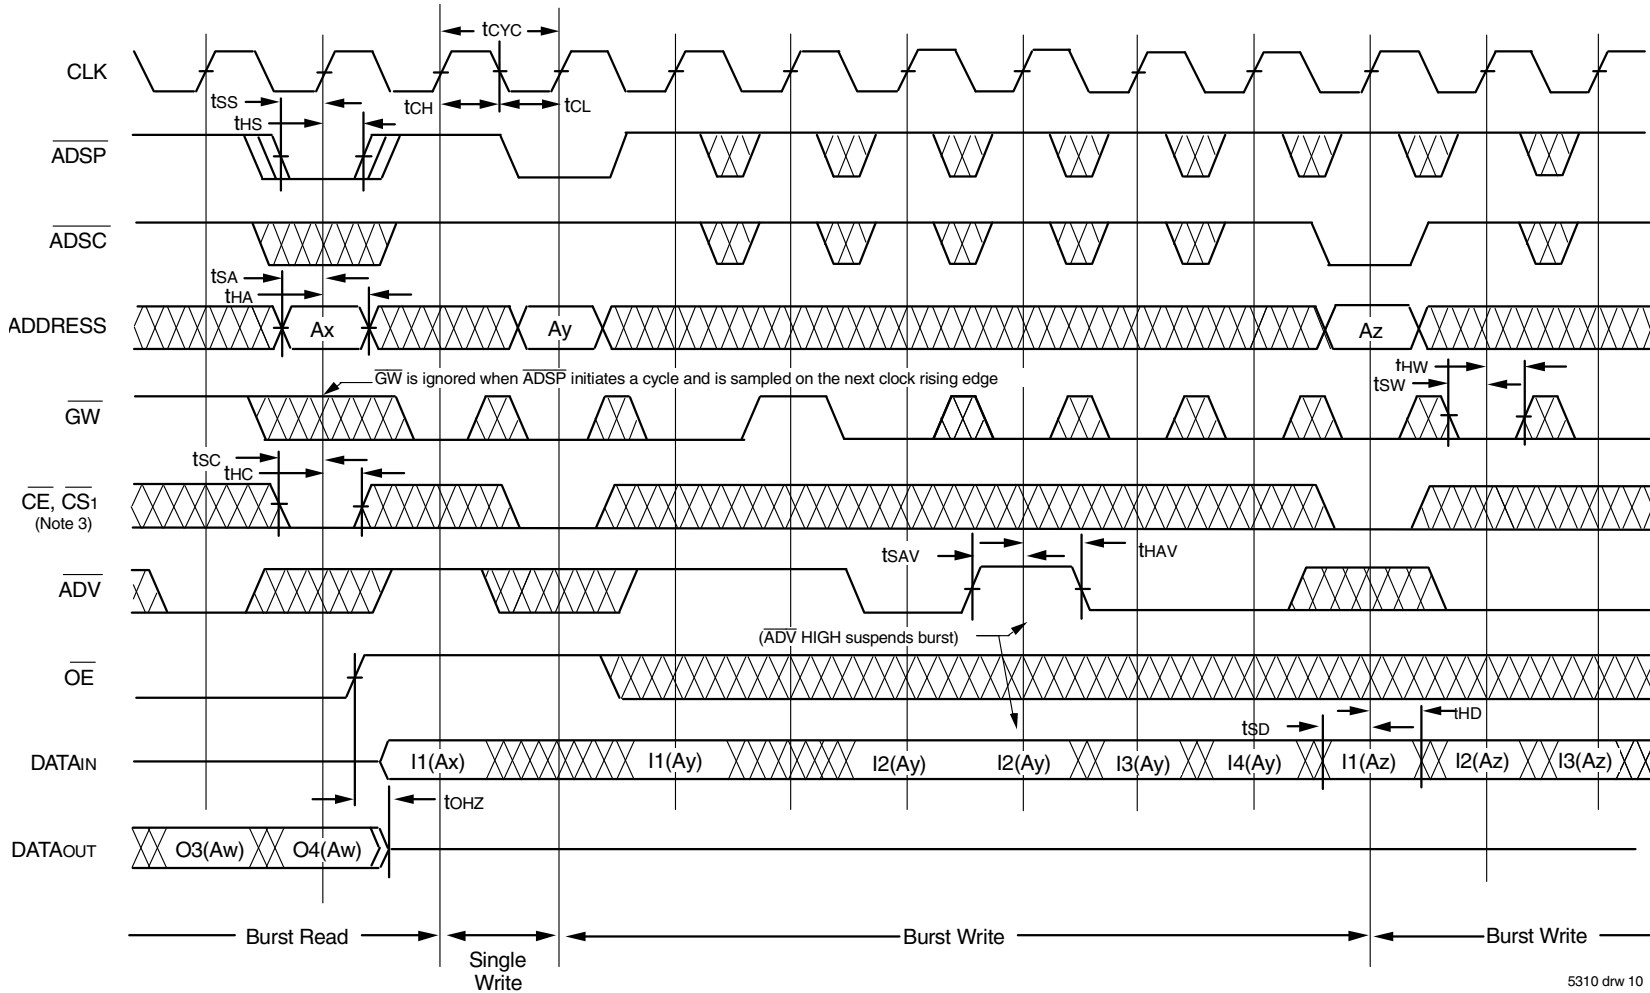 tCYC
CLK
tSS
tCH
tCL
tHS
ADSP
ADSC
tSA
tHA
ADDRESS
Ax
Ay
Az
GW is ignored when ADSP initiates a cycle and is sampled on the next clock rising edge
tHW
tSW
GW
tSC
tHC
CE, CS1
(Note 3)
tSAV
tHAV
ADV
(ADV HIGH suspends burst)
OE
tSD
tHD
DATAIN
I1(Ax)
I1(Ay)
I2(Ay)
I2(Ay)
I3(Ay)
I4(Ay)
I1(Az)
I2(Az)
I3(Az)
tOHZ
DATAOUT
O3(Aw)
O4(Aw)
Burst Read
Single
Write
Burst Write
Burst Write
5310 drw 10